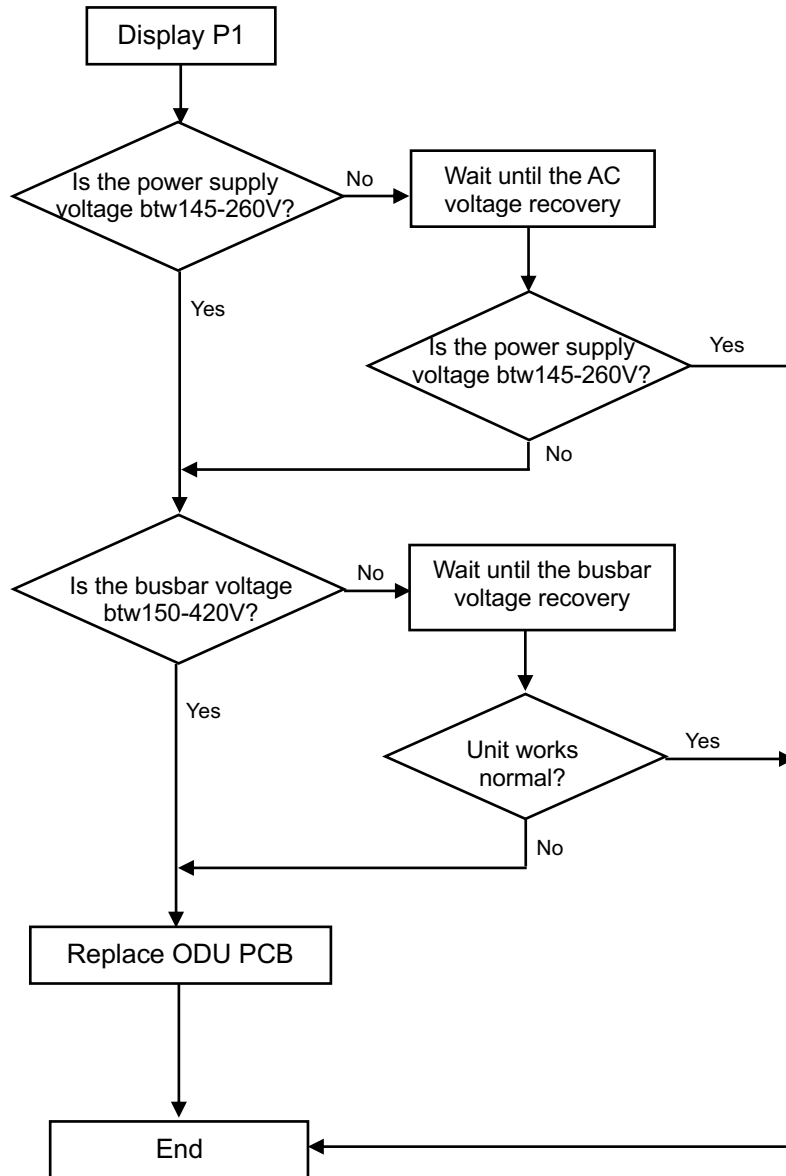 Display P1
Is the power supply
voltage btw145-260V?
No
Wait until the AC
voltage recovery
Yes
Is the power supply
voltage btw145-260V?
Yes
No
Is the busbar voltage
btw150-420V?
No
Wait until the busbar
voltage recovery
Yes
Unit works
normal?
Yes
No
Replace ODU PCB
End